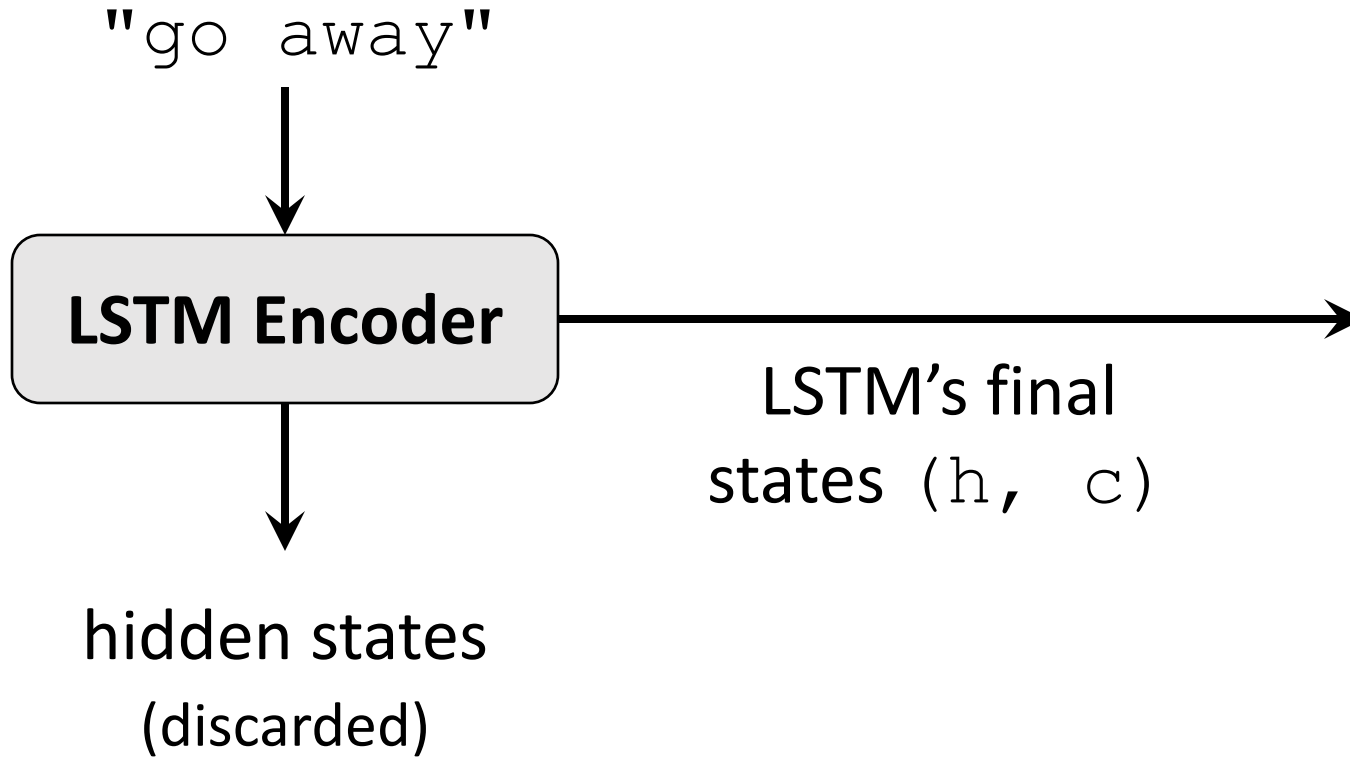 "go away"
LSTM Encoder
LSTM’s final
states (h, c)
hidden states
(discarded)